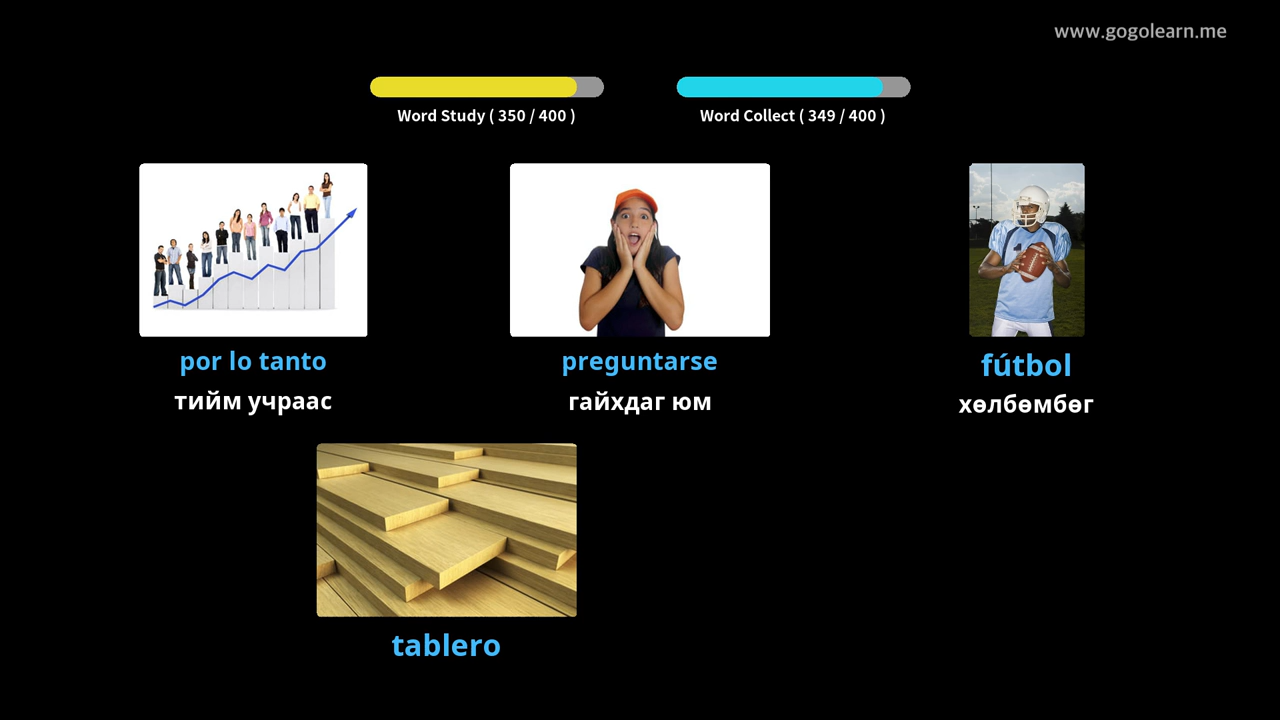 www.gogolearn.me
Word Study ( 350 / 400 )
Word Collect ( 349 / 400 )
por lo tanto
тийм учраас
preguntarse
гайхдаг юм
fútbol
хөлбөмбөг
tablero